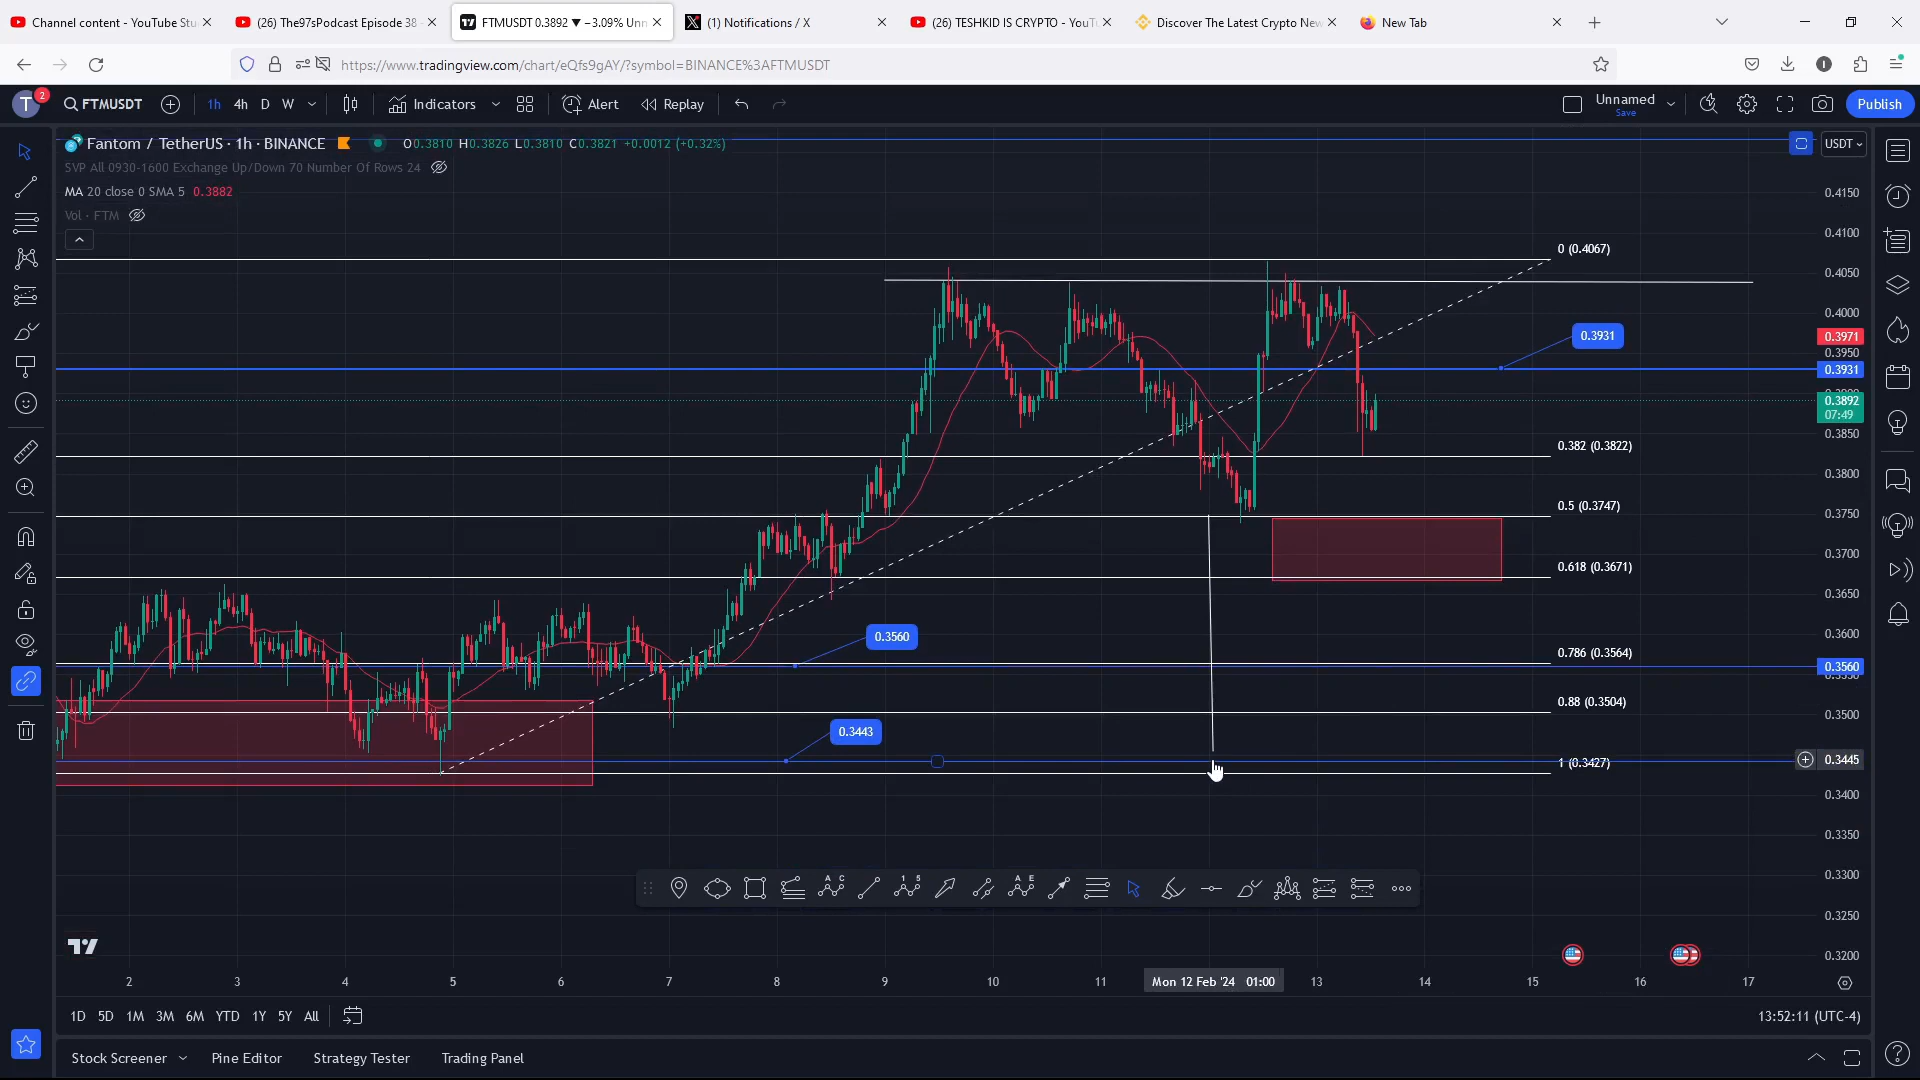 Channel content - YouTube Stu
(26) The97sPodcast Episode 38 -
FTMUSDT 0.3892 ▼ −3.09% Unn
(1) Notifications / X
(26) TESHKID IS CRYPTO - YouTu
Discover The Latest Crypto New
New Tab
https://www.tradingview.com/chart/eQfs9gAY/?symbol=BINANCE%3AFTMUSDT
T
2
FTMUSDT
1h
4h
D
W
Indicators
Alert
Replay
Unnamed
Save
Publish
Fantom / TetherUS · 1h · BINANCE
O0.3810 H0.3826 L0.3810 C0.3821 +0.0012 (+0.32%)
USDT
SVP All 0930-1600 Exchange Up/Down 70 Number Of Rows 24
MA 20 close 0 SMA 5 0.3882
Vol · FTM
0.4150
0.4100
0 (0.4067)
0.4050
0.4000
0.3931
0.3971
0.3950
0.3931
0.3892
07:49
0.3850
0.382 (0.3822)
0.3800
0.5 (0.3747)
0.3750
0.3700
0.618 (0.3671)
0.3650
0.3600
0.3560
0.786 (0.3564)
0.3560
0.88 (0.3504)
0.3500
0.3443
1 (0.3427)
0.3445
0.3400
0.3350
0.3300
0.3250
0.3200
A C
1 5
A E
2
3
4
5
6
7
8
9
10
11
Mon 12 Feb '24 01:00
13
14
15
16
17
1D
5D
1M
3M
6M
YTD
1Y
5Y
All
13:52:11 (UTC-4)
Stock Screener
Pine Editor
Strategy Tester
Trading Panel